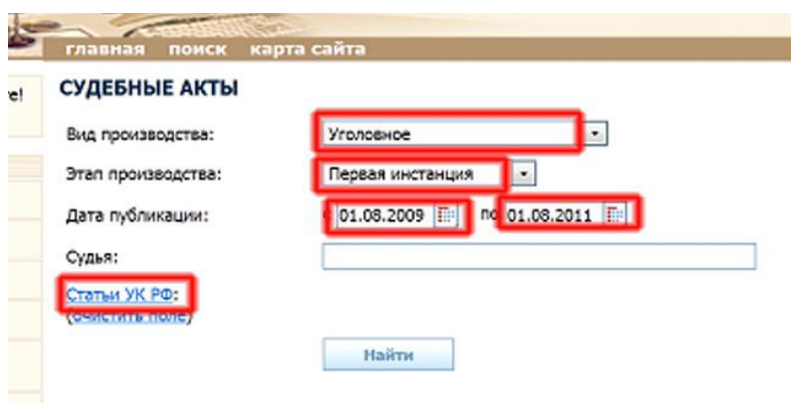 главная поиск карта сайта
СУДЕБНЫЕ АКТЫ
Вид производства: Уголовное
Этап производства: Первая инстанция
Дата публикации: с 01.08.2009 по 01.08.2011
Судья:
Статьи УК РФ:
(очистить поле)
Найти